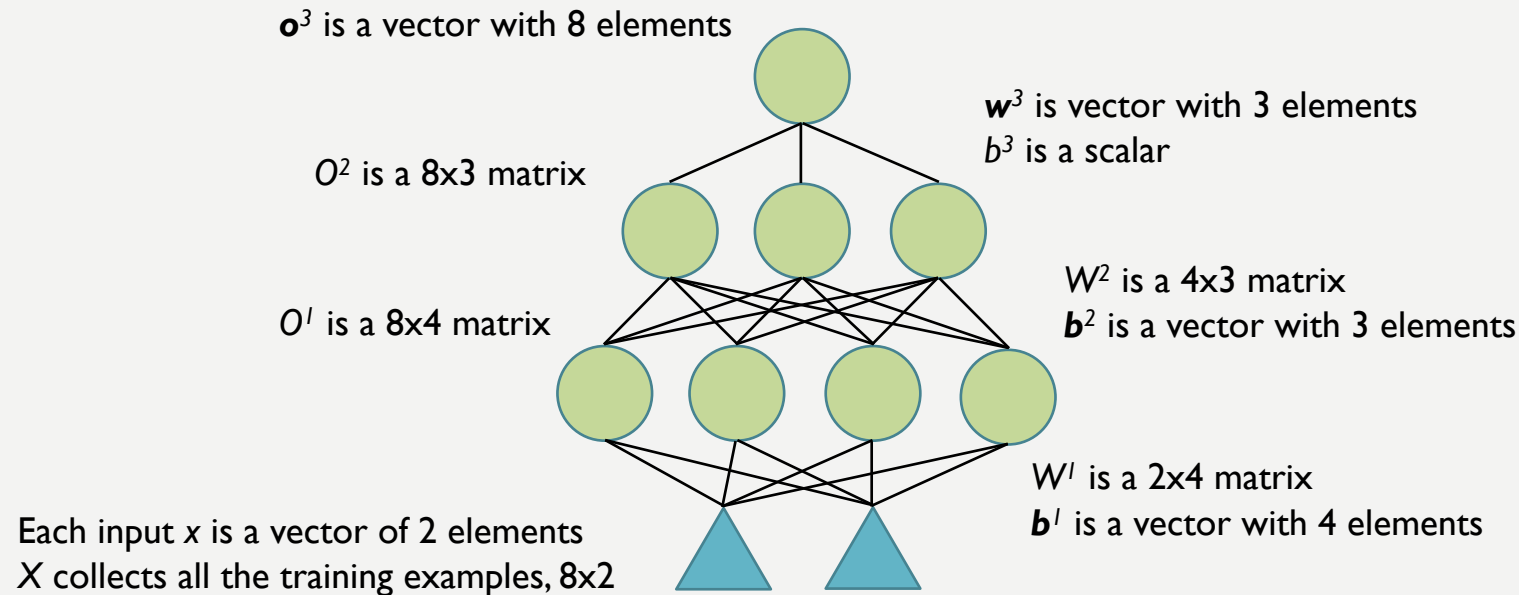 o³ is a vector with 8 elements
w³ is vector with 3 elements
b³ is a scalar
O² is a 8x3 matrix
W² is a 4x3 matrix
b² is a vector with 3 elements
O¹ is a 8x4 matrix
W¹ is a 2x4 matrix
b¹ is a vector with 4 elements
Each input x is a vector of 2 elements
X collects all the training examples, 8x2